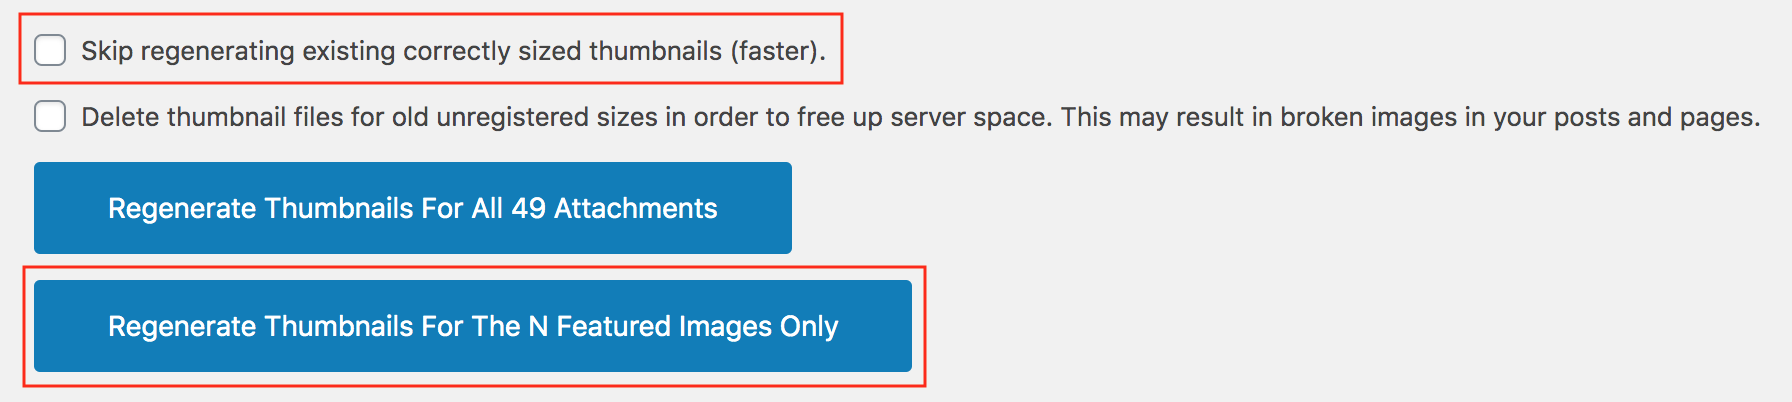 Skip regenerating existing correctly sized thumbnails (faster).
Delete thumbnail files for old unregistered sizes in order to free up server space. This may result in broken images in your posts and pages.
Regenerate Thumbnails For All 49 Attachments
Regenerate Thumbnails For The N Featured Images Only